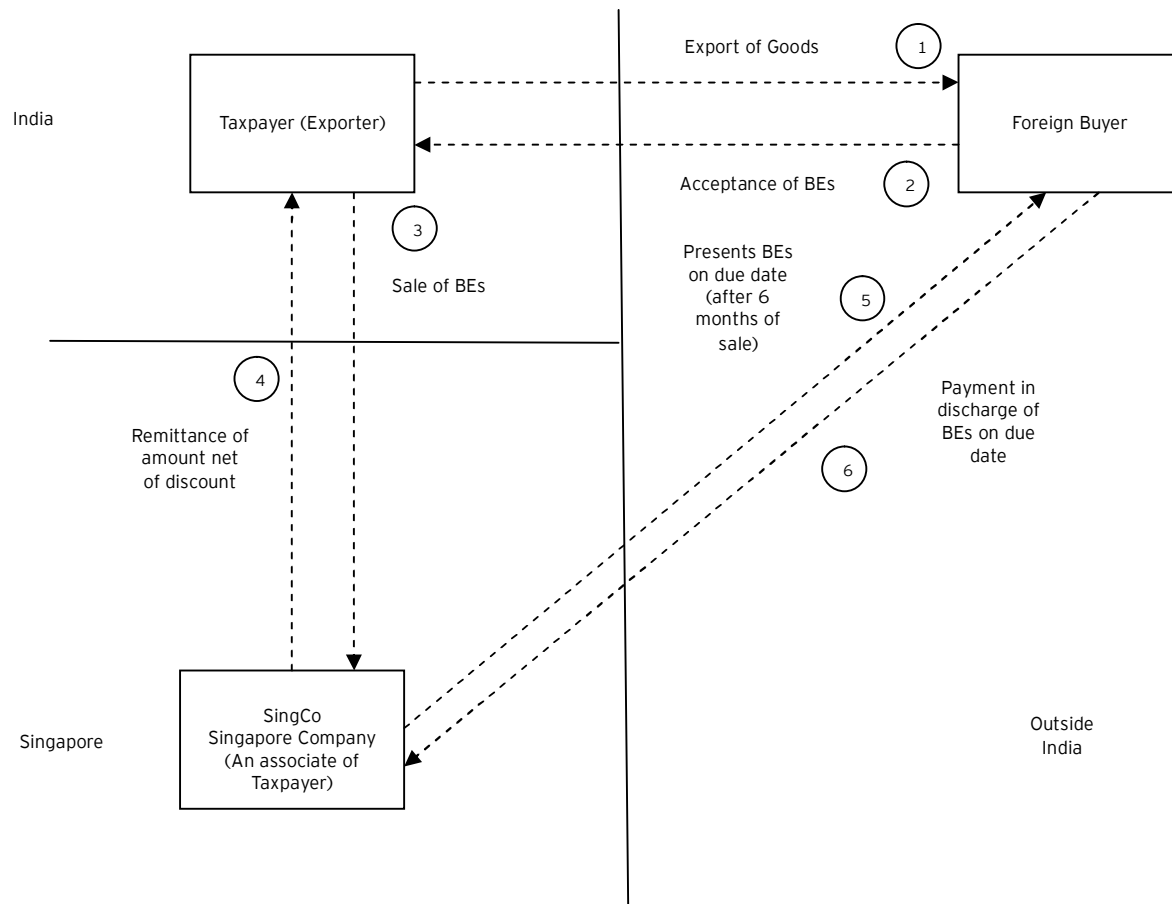 Export of Goods
1
India
Taxpayer (Exporter)
Foreign Buyer
Acceptance of BEs
2
3
Sale of BEs
Presents BEs
on due date
(after 6
months of
sale)
5
4
Remittance of
amount net
of discount
Payment in
discharge of
BEs on due
date
6
SingCo
Singapore Company
(An associate of
Taxpayer)
Singapore
Outside
India